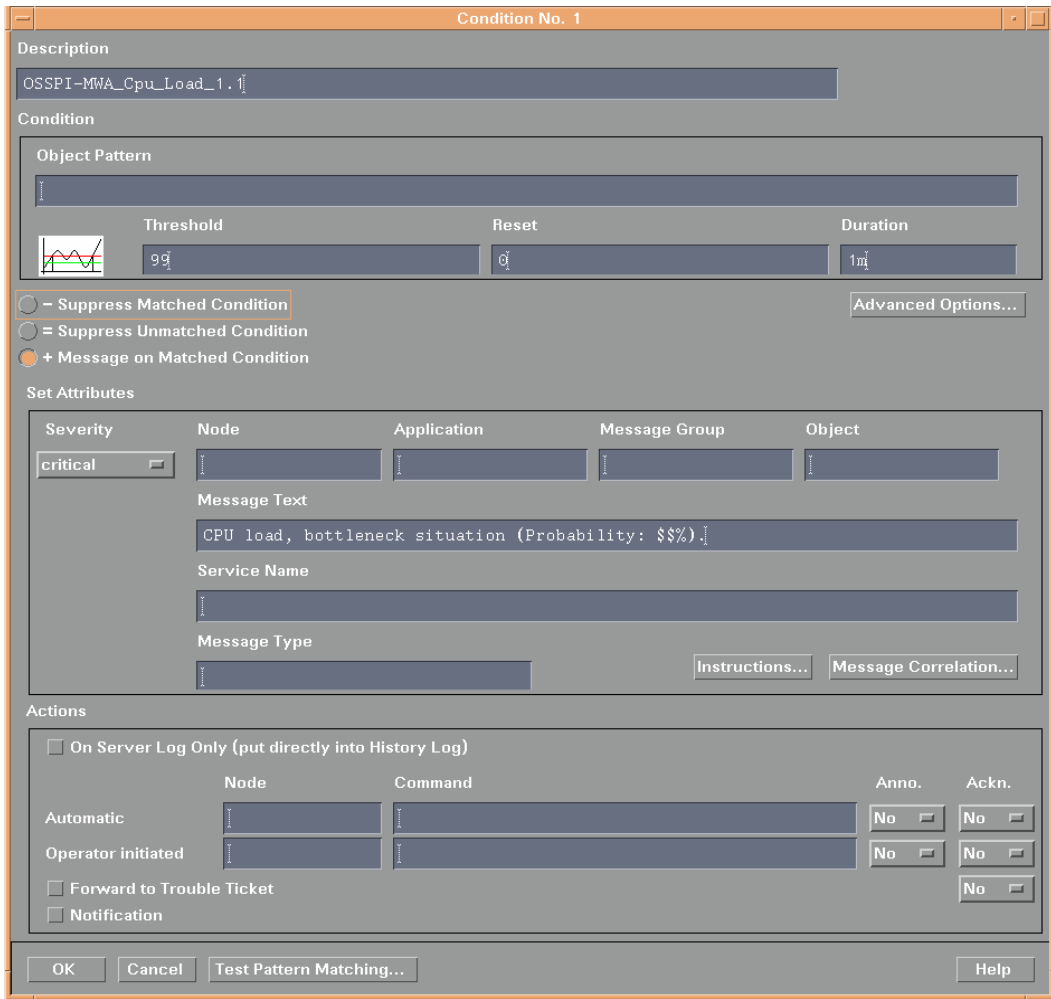 Condition No. 1
Description
OSSPI-MWA_Cpu_Load_1.1
Condition
Object Pattern
Threshold Reset Duration
99 0 1m
- Suppress Matched Condition Advanced Options...
= Suppress Unmatched Condition
+ Message on Matched Condition
Set Attributes
Severity Node Application Message Group Object
critical
Message Text
CPU load, bottleneck situation (Probability: $$%).
Service Name
Message Type
Instructions... Message Correlation...
Actions
On Server Log Only (put directly into History Log)
Node Command Anno. Ackn.
Automatic No No
Operator initiated No No
Forward to Trouble Ticket No
Notification
OK Cancel Test Pattern Matching... Help